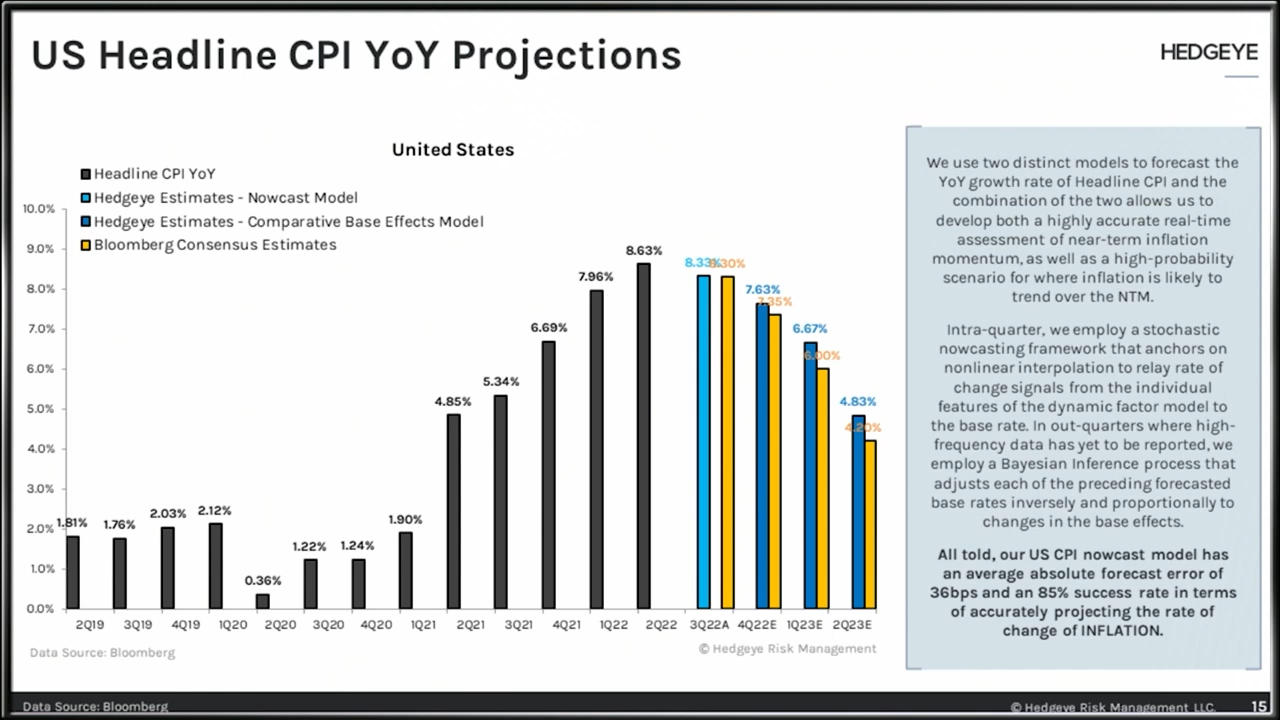 US Headline CPI YoY Projections
HEDGEYE
United States
Headline CPI YoY
Hedgeye Estimates - Nowcast Model
Hedgeye Estimates - Comparative Base Effects Model
Bloomberg Consensus Estimates
10.0%
9.0%
8.0%
7.0%
6.0%
5.0%
4.0%
3.0%
2.0%
1.0%
0.0%
1.81%
1.76%
2.03%
2.12%
0.36%
1.22%
1.24%
1.90%
4.85%
5.34%
6.69%
7.96%
8.63%
8.33%
8.30%
7.63%
7.35%
6.67%
6.00%
4.83%
4.20%
2Q19 3Q19 4Q19 1Q20 2Q20 3Q20 4Q20 1Q21 2Q21 3Q21 4Q21 1Q22 2Q22 3Q22A 4Q22E 1Q23E 2Q23E
Data Source: Bloomberg
© Hedgeye Risk Management
We use two distinct models to forecast the
YoY growth rate of Headline CPI and the
combination of the two allows us to
develop both a highly accurate real-time
assessment of near-term inflation
momentum, as well as a high-probability
scenario for where inflation is likely to
trend over the NTM.
Intra-quarter, we employ a stochastic
nowcasting framework that anchors on
nonlinear interpolation to relay rate of
change signals from the individual
features of the dynamic factor model to
the base rate. In out-quarters where high-
frequency data has yet to be reported, we
employ a Bayesian Inference process that
adjusts each of the preceding forecasted
base rates inversely and proportionally to
changes in the base effects.
All told, our US CPI nowcast model has
an average absolute forecast error of
36bps and an 85% success rate in terms
of accurately projecting the rate of
change of INFLATION.
Data Source: Bloomberg
© Hedgeye Risk Management LLC.
15